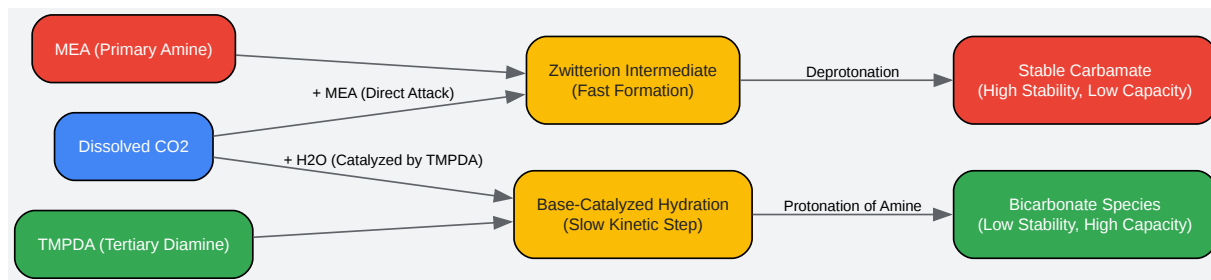 MEA (Primary Amine)
Zwitterion Intermediate
(Fast Formation)
Deprotonation
Stable Carbamate
(High Stability, Low Capacity)
+ MEA (Direct Attack)
Dissolved CO2
+ H2O (Catalyzed by TMPDA)
Base-Catalyzed Hydration
(Slow Kinetic Step)
Protonation of Amine
Bicarbonate Species
(Low Stability, High Capacity)
TMPDA (Tertiary Diamine)